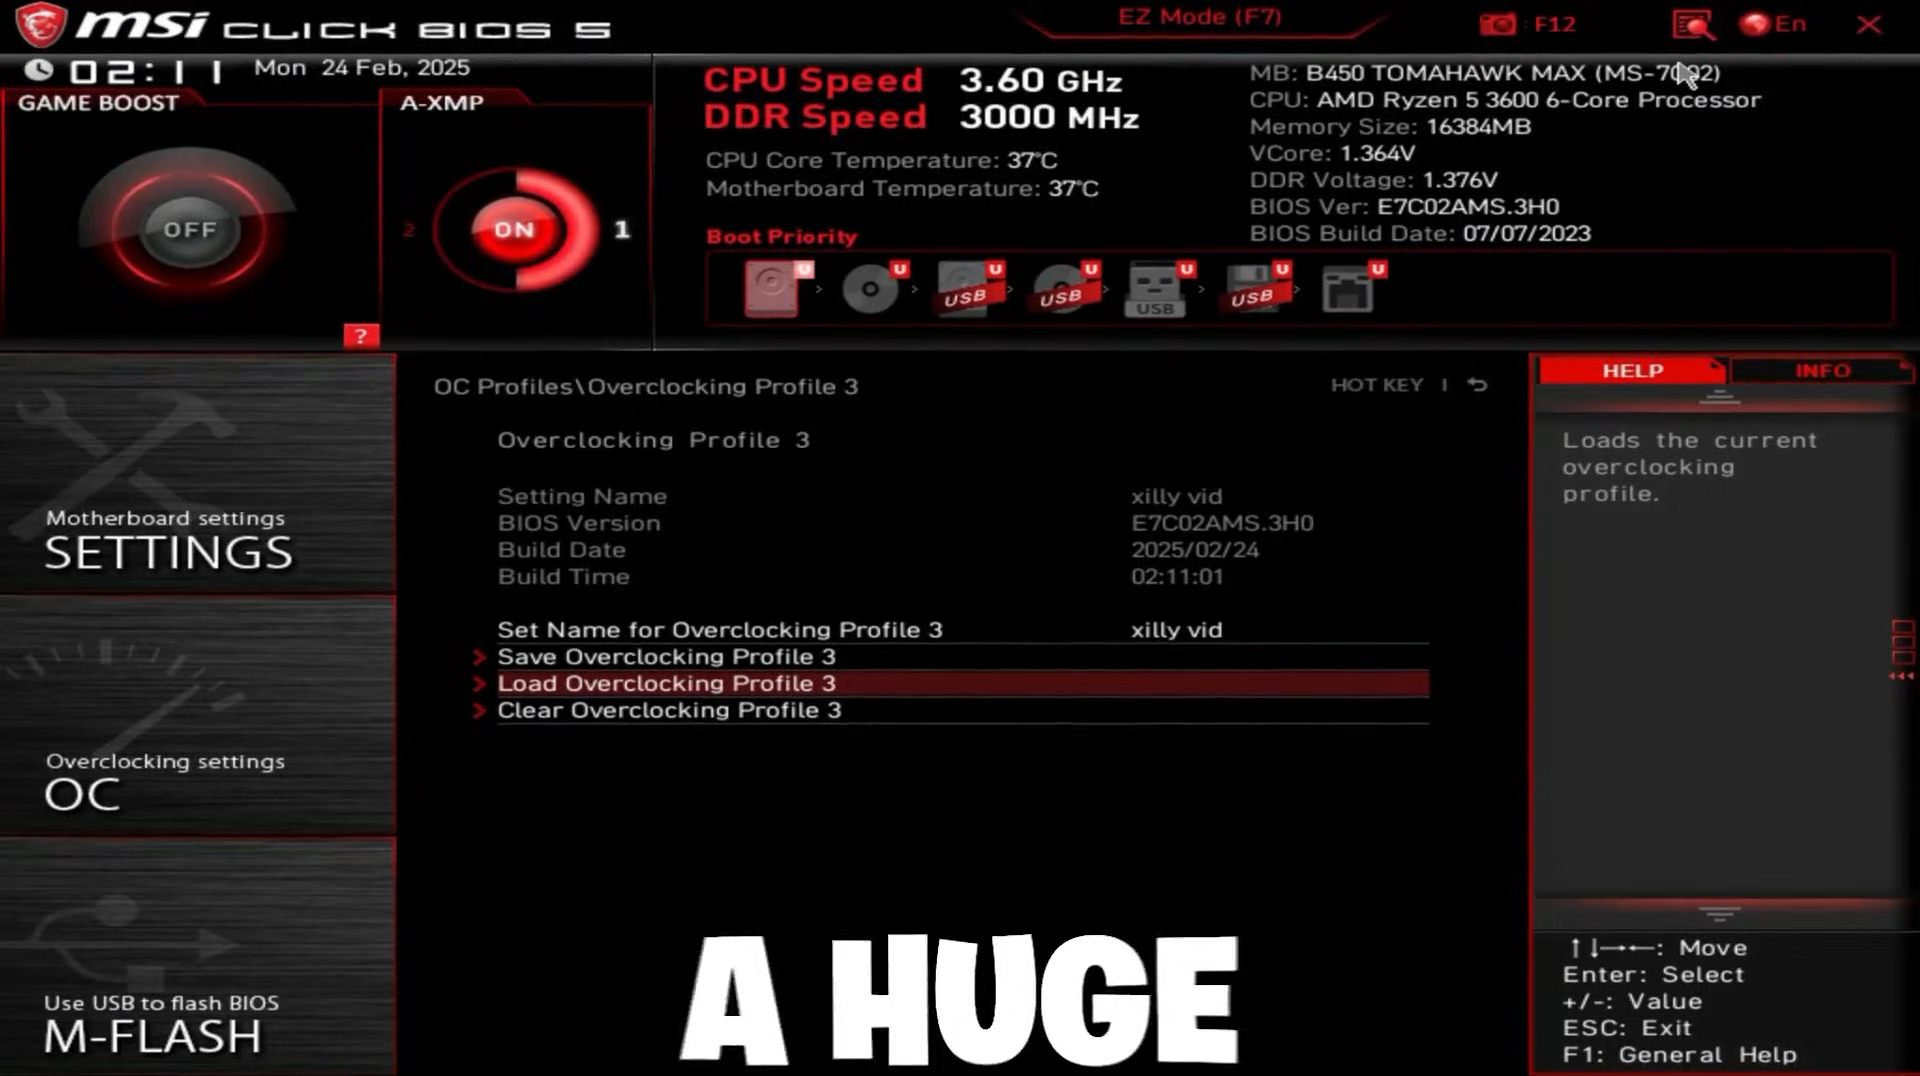 msi CLICK BIOS 5
EZ Mode (F7)
: F12
En
02:11
Mon 24 Feb, 2025
GAME BOOST
OFF
?
A-XMP
2
ON
1
CPU Speed 3.60 GHz
DDR Speed 3000 MHz
CPU Core Temperature: 37°C
Motherboard Temperature: 37°C
MB: B450 TOMAHAWK MAX (MS-7C02)
CPU: AMD Ryzen 5 3600 6-Core Processor
Memory Size: 16384MB
VCore: 1.364V
DDR Voltage: 1.376V
BIOS Ver: E7C02AMS.3H0
BIOS Build Date: 07/07/2023
Boot Priority
U U U U U U U
USB USB USB USB
Motherboard settings
SETTINGS
Overclocking settings
OC
Use USB to flash BIOS
M-FLASH
OC Profiles\Overclocking Profile 3
HOT KEY |
Overclocking Profile 3
Setting Name xilly vid
BIOS Version E7C02AMS.3H0
Build Date 2025/02/24
Build Time 02:11:01
Set Name for Overclocking Profile 3 xilly vid
> Save Overclocking Profile 3
> Load Overclocking Profile 3
> Clear Overclocking Profile 3
HELP
INFO
Loads the current
overclocking
profile.
↑↓→←: Move
Enter: Select
+/-: Value
ESC: Exit
F1: General Help
A HUGE